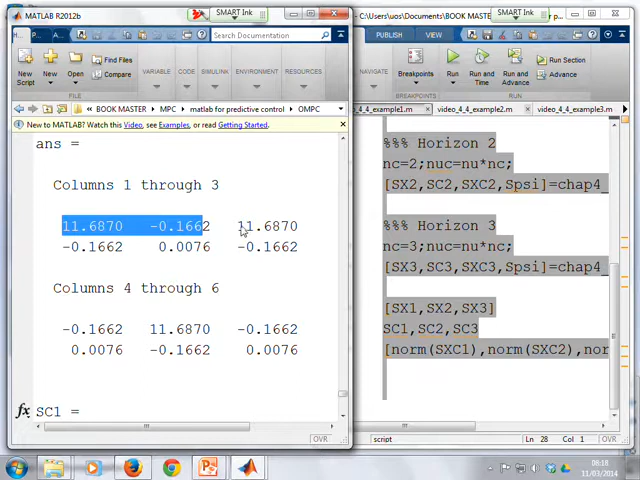 MATLAB R2012b
SMART Ink
Search Documentation
New Script
New
Open
Find Files
Compare
VARIABLE
CODE
SIMULINK
ENVIRONMENT
RESOURCES
BOOK MASTER ▸ MPC ▸ matlab for predictive control ▸ OMPC
New to MATLAB? Watch this Video, see Examples, or read Getting Started.
ans =
Columns 1 through 3
11.6870 -0.1662 11.6870
-0.1662 0.0076 -0.1662
Columns 4 through 6
-0.1662 11.6870 -0.1662
0.0076 -0.1662 0.0076
fx SC1 =
OVR
C:\Users\uos\Documents\BOOK MASTER
SMART Ink
PUBLISH
VIEW
NAVIGATE
Breakpoints
BREAKPOINTS
Run
Run and Time
Run and Advance
Run Section
Advance
RUN
_4_4_example1.m
video_4_4_example2.m
video_4_4_example3.m
%%% Horizon 2
nc=2;nuc=nu*nc;
[SX2,SC2,SXC2,Spsi]=chap4_
%%% Horizon 3
nc=3;nuc=nu*nc;
[SX3,SC3,SXC3,Spsi]=chap4_
[SX1,SX2,SX3]
SC1,SC2,SC3
[norm(SXC1),norm(SXC2),nor
script
Ln 28 Col 1
OVR
08:18
11/03/2014